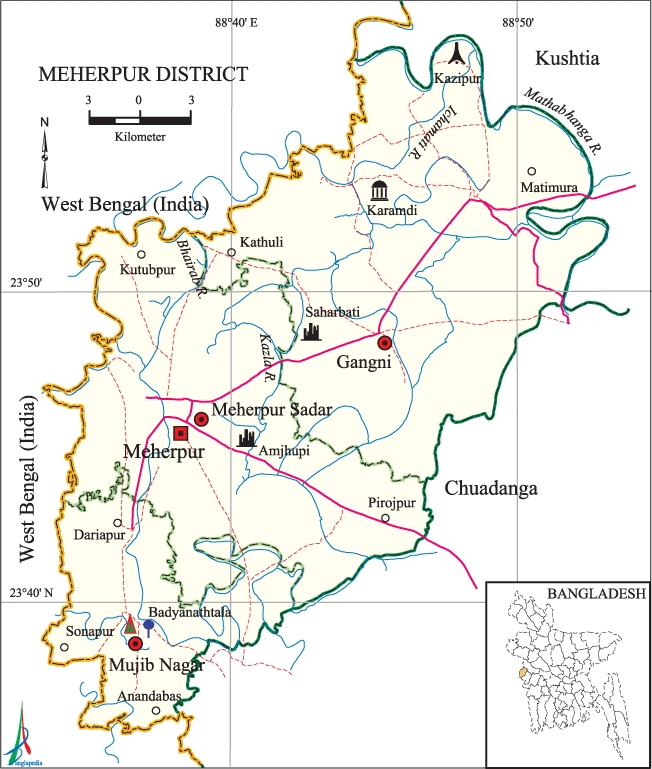 88°40' E
88°50'
MEHERPUR DISTRICT
3 0 3
Kilometer
N
Kushtia
Kazipur
Mathabhanga R.
Ichamati R.
Matimura
Karamdi
West Bengal (India)
Kathuli
Kutubpur
Bhairab R.
23°50'
Saharbati
Kazla R.
Gangni
Meherpur Sadar
Meherpur
Amjhupi
West Bengal (India)
Chuadanga
Pirojpur
Dariapur
23°40' N
BANGLADESH
Badyanathtala
Sonapur
Mujib Nagar
Anandabas
anglapedia